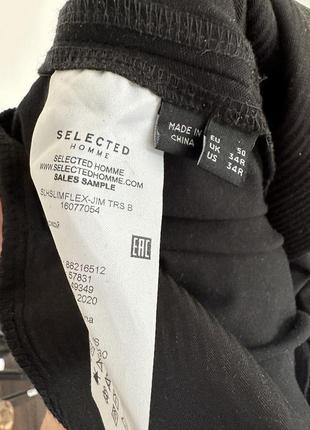 SELECTED
HOMME
SELECTED HOMME
WWW.SELECTEDHOMME.COM
SALES SAMPLE
SLHSLIMFLEX-JIM TRS B
16077054
EAC
88216512
57831
49349
2020
MADE IN
CHINA
EU 50
UK 34R
US 34R